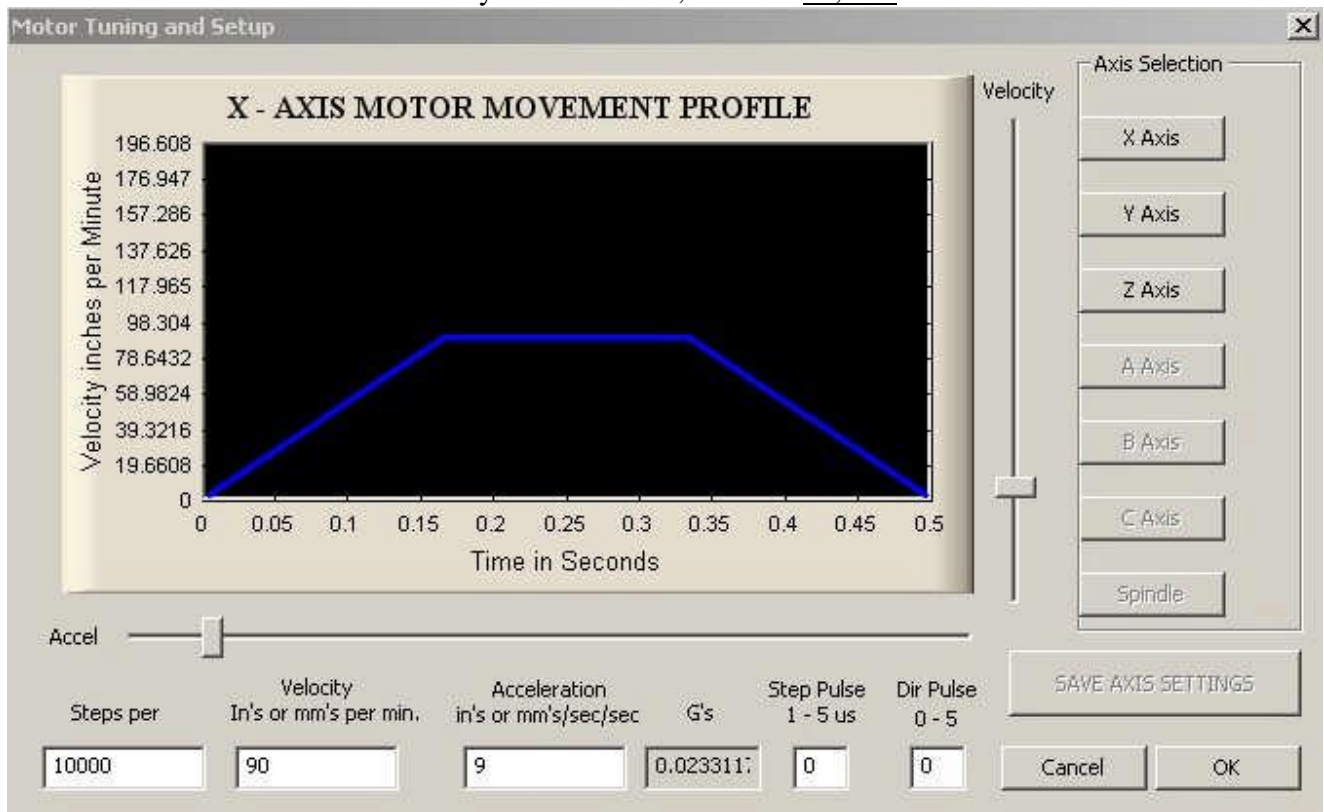 Motor Tuning and Setup
X - AXIS MOTOR MOVEMENT PROFILE
Velocity inches per Minute
196.608
176.947
157.286
137.626
117.965
98.304
78.6432
58.9824
39.3216
19.6608
0
0 0.05 0.1 0.15 0.2 0.25 0.3 0.35 0.4 0.45 0.5
Time in Seconds
Velocity
Axis Selection
X Axis
Y Axis
Z Axis
A Axis
B Axis
C Axis
Spindle
Accel
SAVE AXIS SETTINGS
Steps per
Velocity
In's or mm's per min.
Acceleration
in's or mm's/sec/sec
G's
Step Pulse
1 - 5 us
Dir Pulse
0 - 5
10000
90
9
0.023311
0
0
Cancel
OK